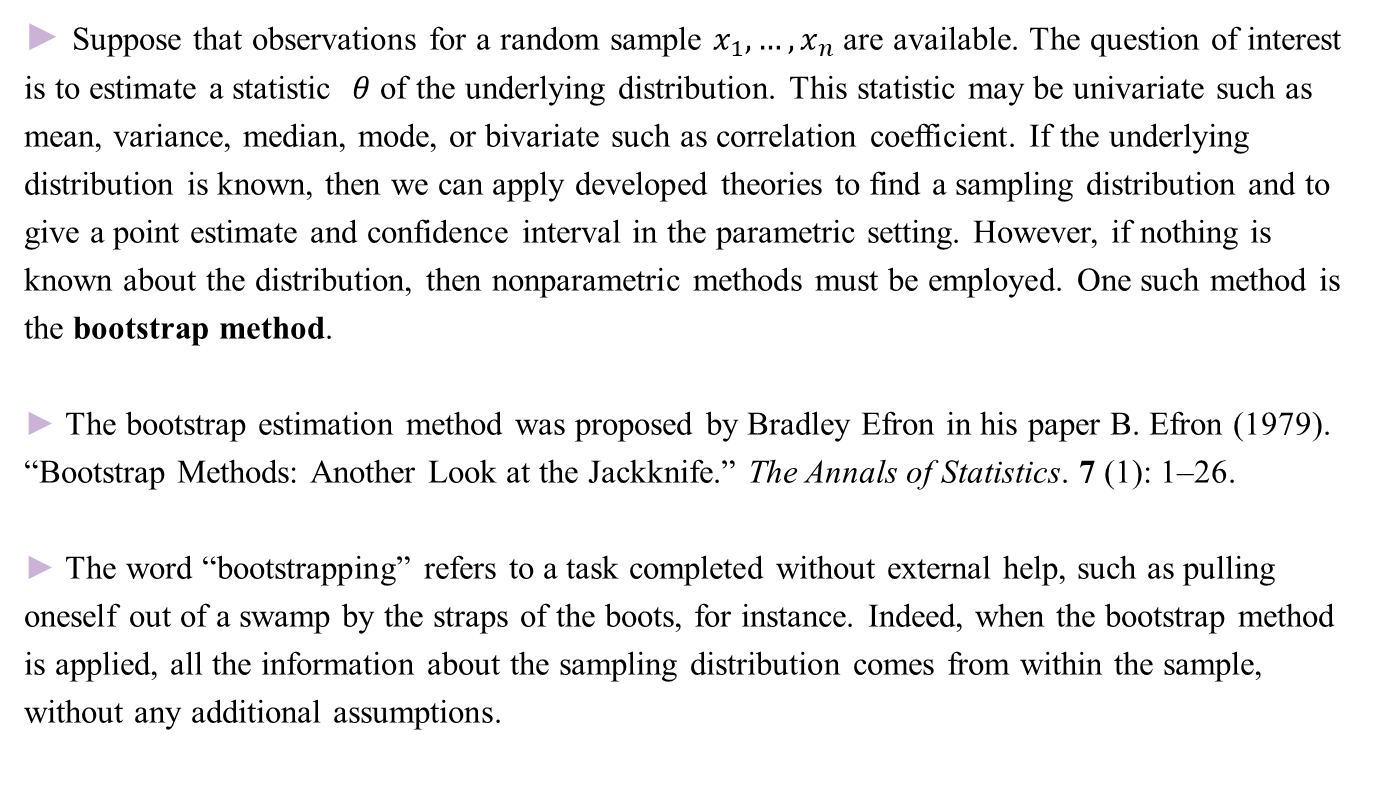 ► Suppose that observations for a random sample x₁, … , xₙ are available. The question of interest
is to estimate a statistic θ of the underlying distribution. This statistic may be univariate such as
mean, variance, median, mode, or bivariate such as correlation coefficient. If the underlying
distribution is known, then we can apply developed theories to find a sampling distribution and to
give a point estimate and confidence interval in the parametric setting. However, if nothing is
known about the distribution, then nonparametric methods must be employed. One such method is
the bootstrap method.
► The bootstrap estimation method was proposed by Bradley Efron in his paper B. Efron (1979).
“Bootstrap Methods: Another Look at the Jackknife.” The Annals of Statistics. 7 (1): 1–26.
► The word “bootstrapping” refers to a task completed without external help, such as pulling
oneself out of a swamp by the straps of the boots, for instance. Indeed, when the bootstrap method
is applied, all the information about the sampling distribution comes from within the sample,
without any additional assumptions.